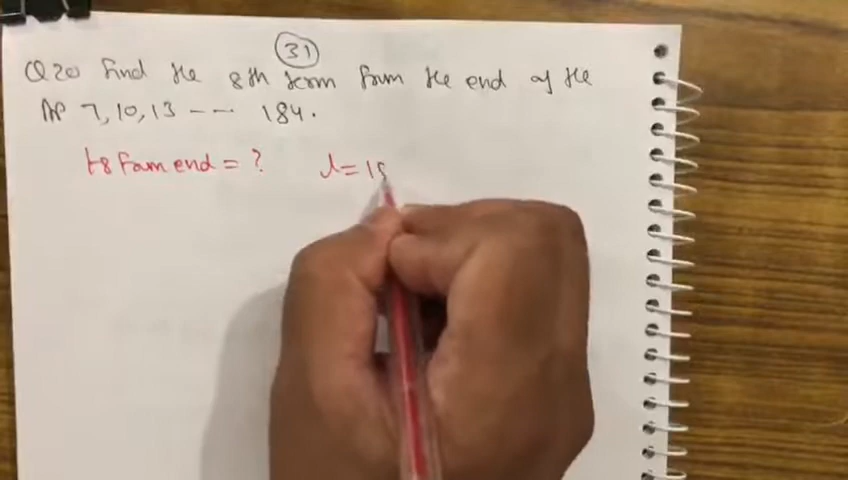 31
Q20 Find the 8th term from the end of the
AP 7, 10, 13 -- --- 184.
t8 From end = ? l = 18